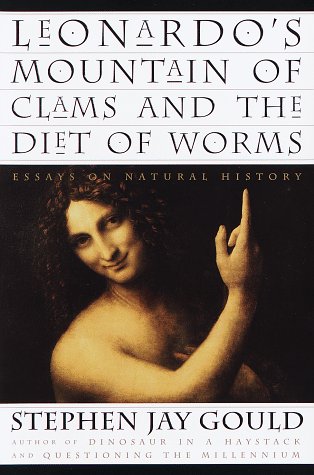 LEONARDO'S
MOUNTAIN OF
CLAMS AND THE
DIET OF WORMS
ESSAYS ON NATURAL HISTORY
STEPHEN JAY GOULD
AUTHOR OF DINOSAUR IN A HAYSTACK
AND QUESTIONING THE MILLENNIUM